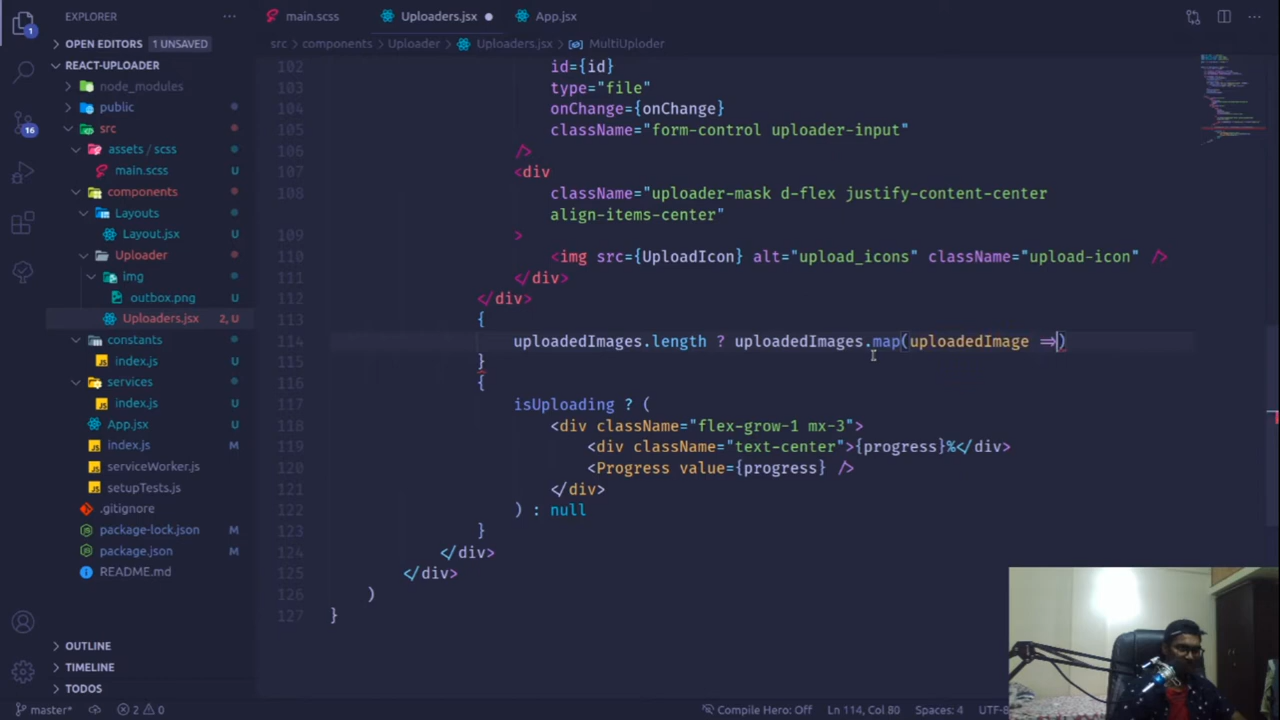 EXPLORER
main.scss
Uploaders.jsx
App.jsx
OPEN EDITORS 1 UNSAVED
src components Uploader Uploaders.jsx MultiUploder
REACT-UPLOADER
node_modules
public
src
assets / scss
main.scss U
components
Layouts
Layout.jsx U
Uploader
img
outbox.png U
Uploaders.jsx 2, U
constants
index.js U
services
index.js U
App.jsx U
index.js M
serviceWorker.js
setupTests.js
.gitignore
package-lock.json M
package.json M
README.md
OUTLINE
TIMELINE
TODOS
1
16
102 id={id}
103 type="file"
104 onChange={onChange}
105 className="form-control uploader-input"
106 />
107 <div
108 className="uploader-mask d-flex justify-content-center
align-items-center"
109 >
110 <img src={UploadIcon} alt="upload_icons" className="upload-icon" />
111 </div>
112 </div>
113 {
114 uploadedImages.length ? uploadedImages.map(uploadedImage =>)
115 }
116 {
117 isUploading ? (
118 <div className="flex-grow-1 mx-3">
119 <div className="text-center">{progress}%</div>
120 <Progress value={progress} />
121 </div>
122 ) : null
123 }
124 </div>
125 </div>
126 )
127 }
master* 2 0 Compile Hero: Off Ln 114, Col 80 Spaces: 4 UTF-8